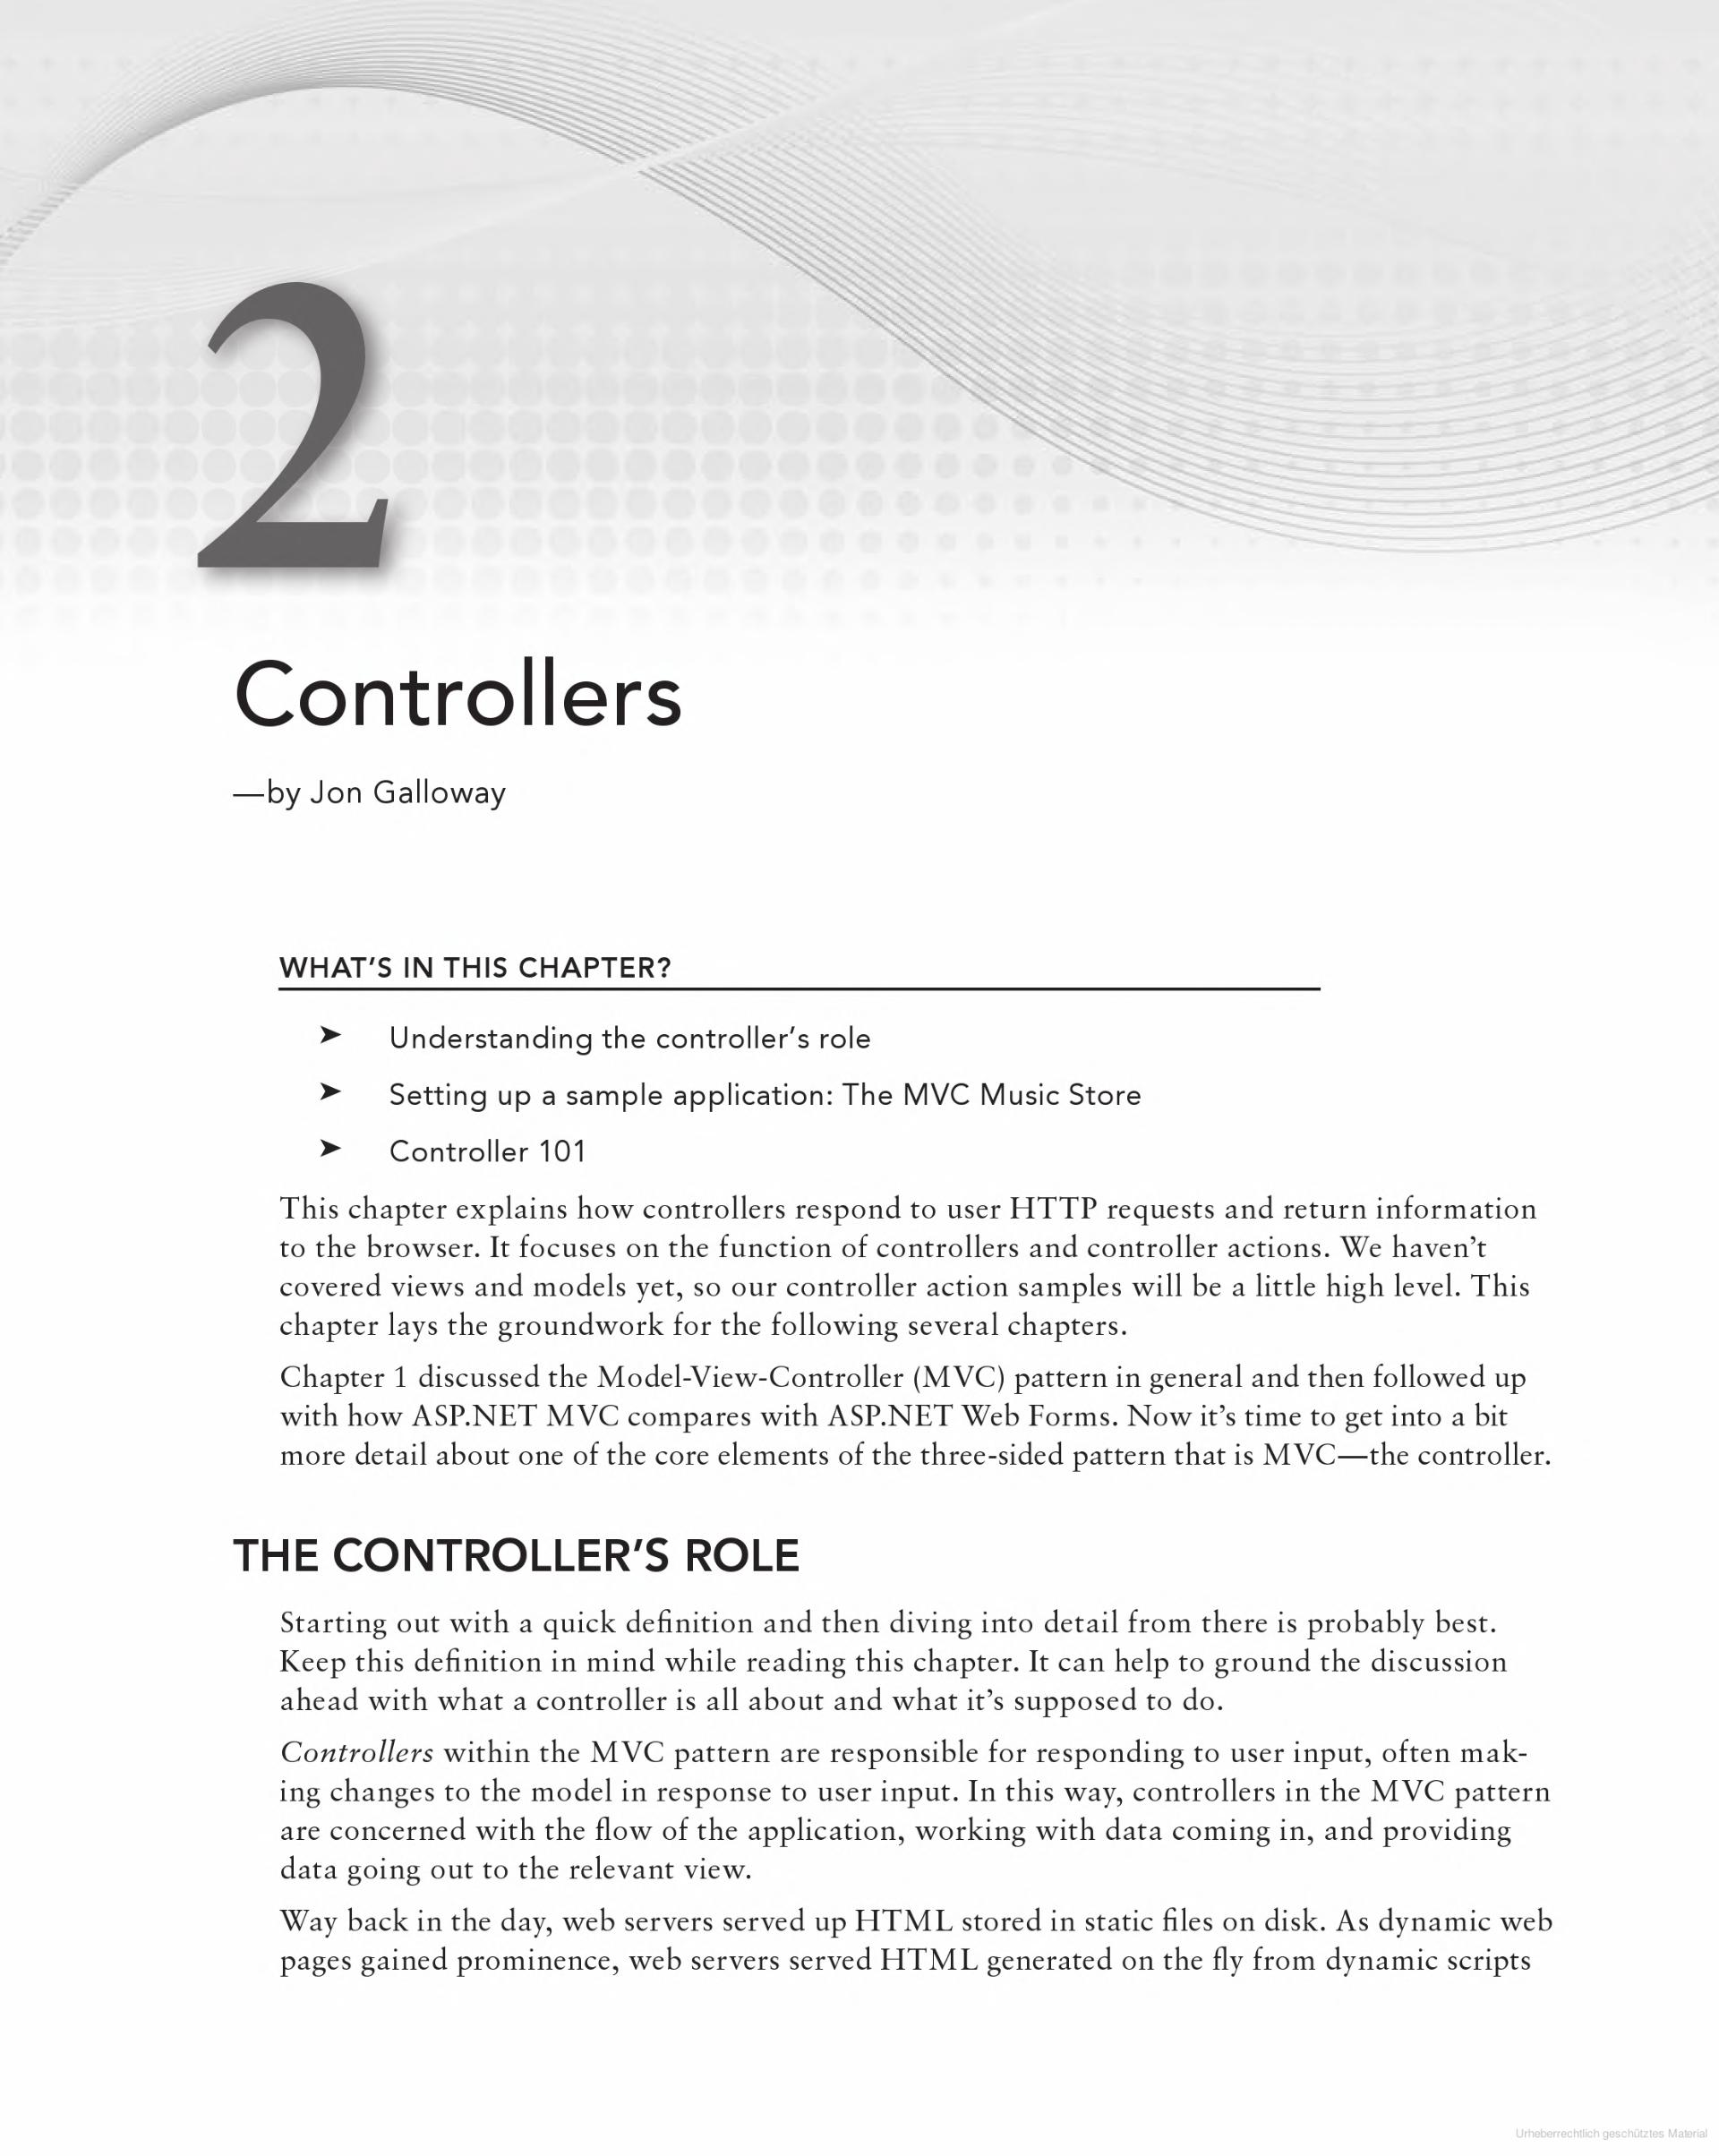 2
Controllers
—by Jon Galloway
WHAT’S IN THIS CHAPTER?
➤ Understanding the controller’s role
➤ Setting up a sample application: The MVC Music Store
➤ Controller 101
This chapter explains how controllers respond to user HTTP requests and return information
to the browser. It focuses on the function of controllers and controller actions. We haven’t
covered views and models yet, so our controller action samples will be a little high level. This
chapter lays the groundwork for the following several chapters.
Chapter 1 discussed the Model-View-Controller (MVC) pattern in general and then followed up
with how ASP.NET MVC compares with ASP.NET Web Forms. Now it’s time to get into a bit
more detail about one of the core elements of the three-sided pattern that is MVC—the controller.
THE CONTROLLER’S ROLE
Starting out with a quick definition and then diving into detail from there is probably best.
Keep this definition in mind while reading this chapter. It can help to ground the discussion
ahead with what a controller is all about and what it’s supposed to do.
Controllers within the MVC pattern are responsible for responding to user input, often mak-
ing changes to the model in response to user input. In this way, controllers in the MVC pattern
are concerned with the flow of the application, working with data coming in, and providing
data going out to the relevant view.
Way back in the day, web servers served up HTML stored in static files on disk. As dynamic web
pages gained prominence, web servers served HTML generated on the fly from dynamic scripts
Urheberrechtlich geschütztes Material